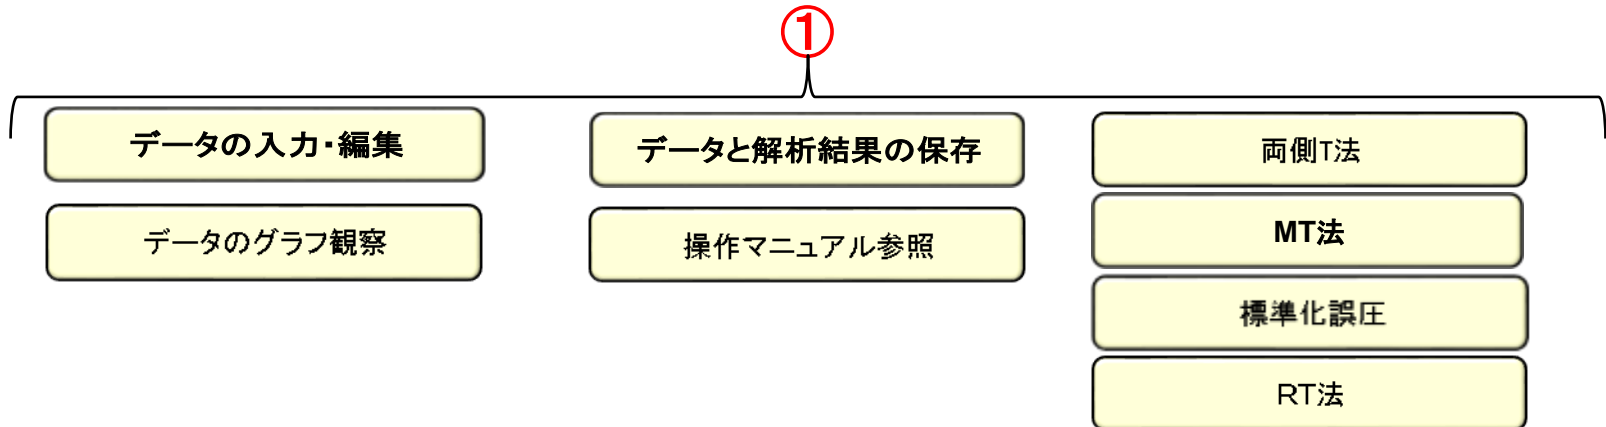 ①
データの入力・編集
データのグラフ観察
データと解析結果の保存
操作マニュアル参照
両側T法
MT法
標準化誤圧
RT法